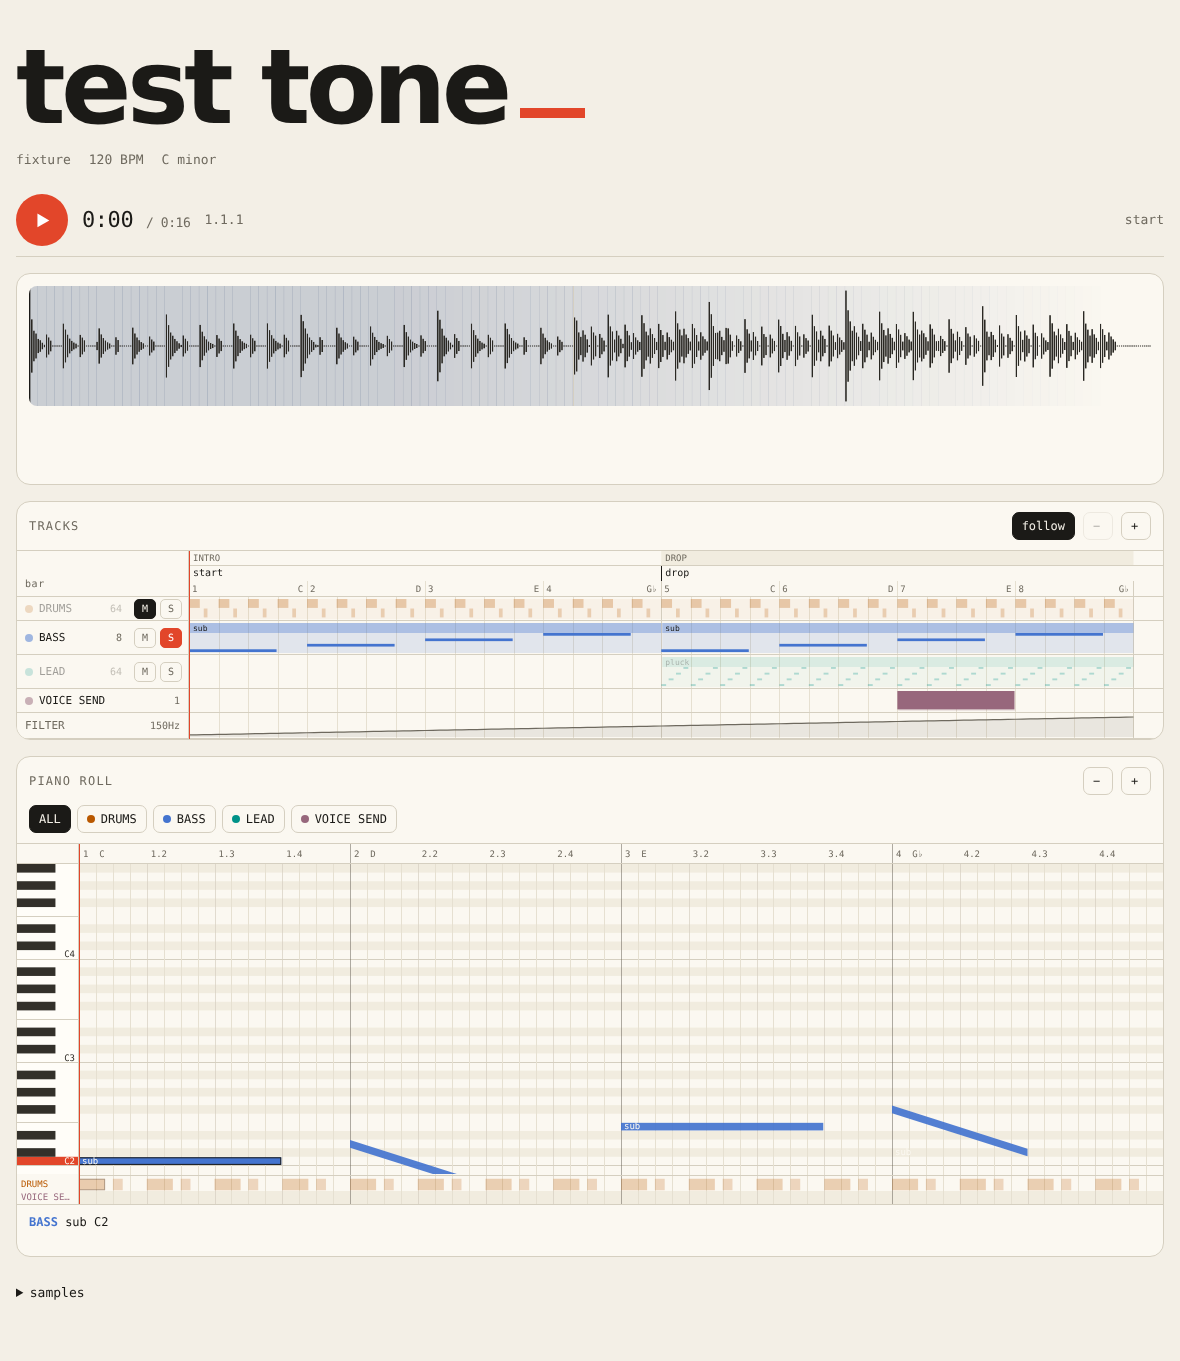 test tone
fixture 120 BPM C minor
0:00 / 0:16 1.1.1 start
TRACKS follow − +
INTRO DROP
start drop
bar 1 C 2 D 3 E 4 G♭ 5 C 6 D 7 E 8 G♭
DRUMS 64 M S
BASS 8 M S sub sub
LEAD 64 M S pluck
VOICE SEND 1
FILTER 150Hz
PIANO ROLL − +
ALL DRUMS BASS LEAD VOICE SEND
1 C 1.2 1.3 1.4 2 D 2.2 2.3 2.4 3 E 3.2 3.3 3.4 4 G♭ 4.2 4.3 4.4
C4
C3
sub
C2 sub
DRUMS
VOICE SE…
BASS sub C2
samples